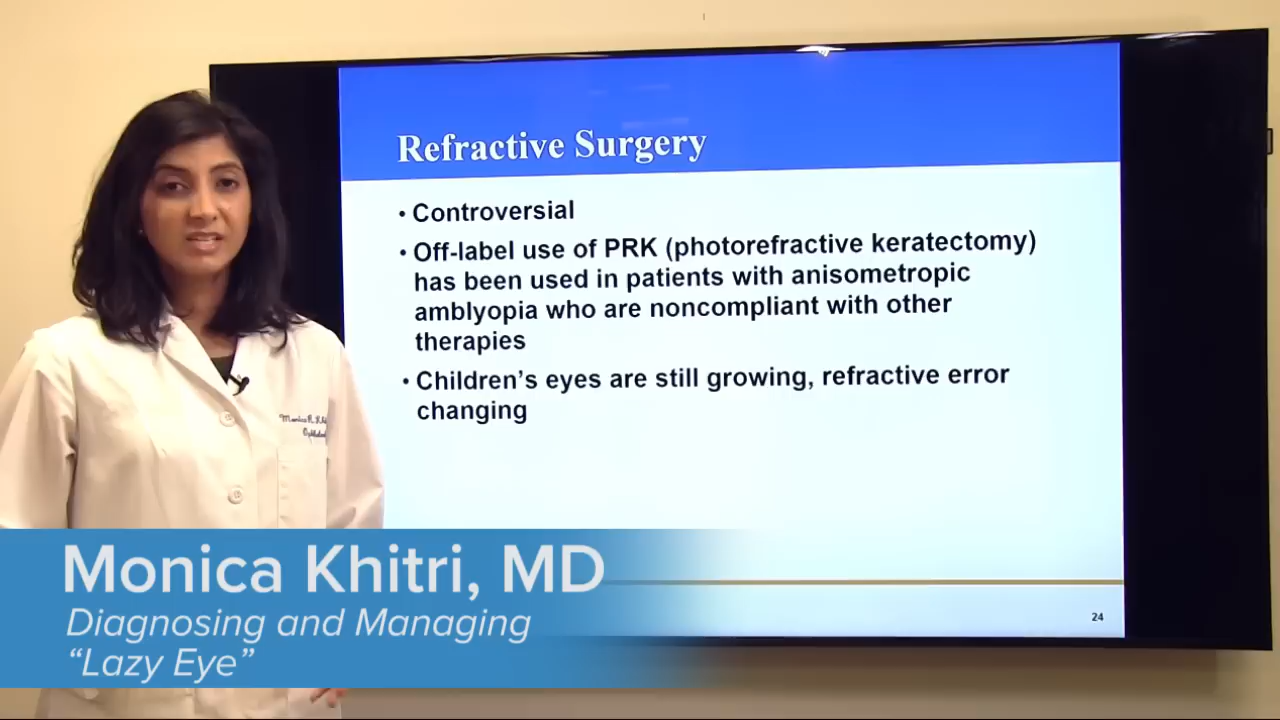 Refractive Surgery
• Controversial
• Off-label use of PRK (photorefractive keratectomy)
has been used in patients with anisometropic
amblyopia who are noncompliant with other
therapies
• Children's eyes are still growing, refractive error
changing
24
Monica Khitri, MD
Diagnosing and Managing
“Lazy Eye”